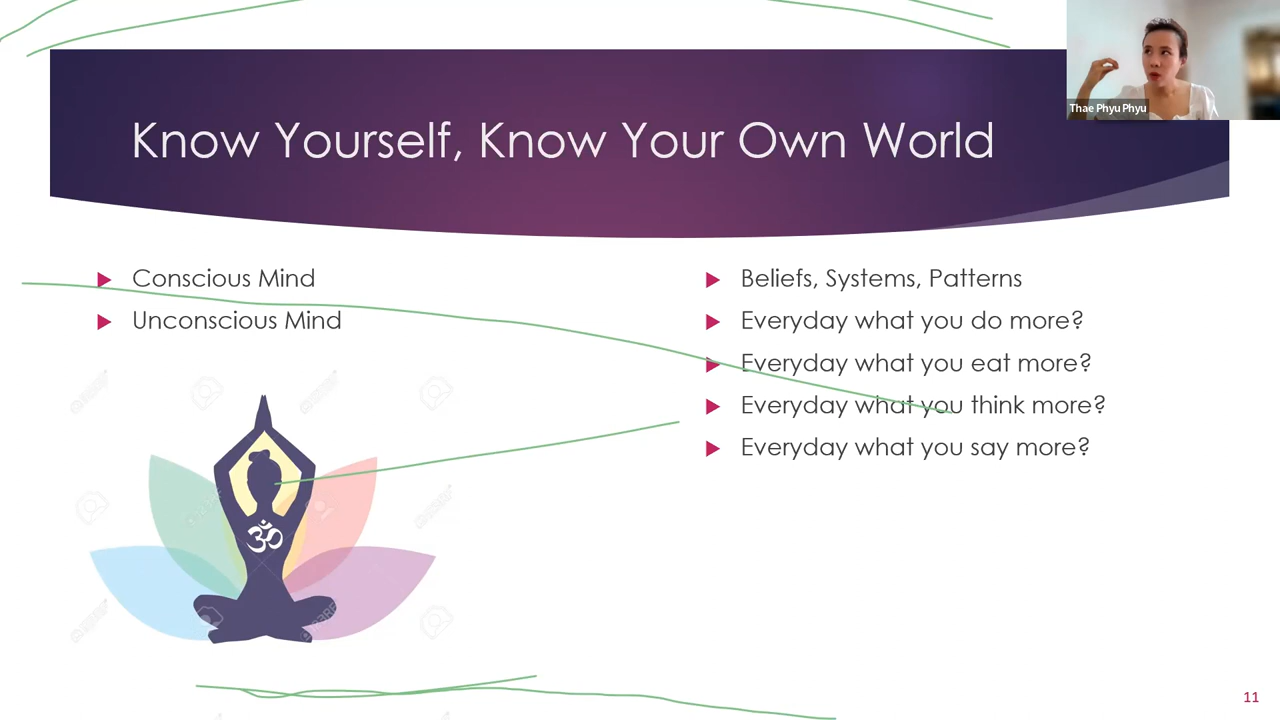 Thae Phyu Phyu
Know Yourself, Know Your Own World
Conscious Mind
Unconscious Mind
Beliefs, Systems, Patterns
Everyday what you do more?
Everyday what you eat more?
Everyday what you think more?
Everyday what you say more?
ॐ
11